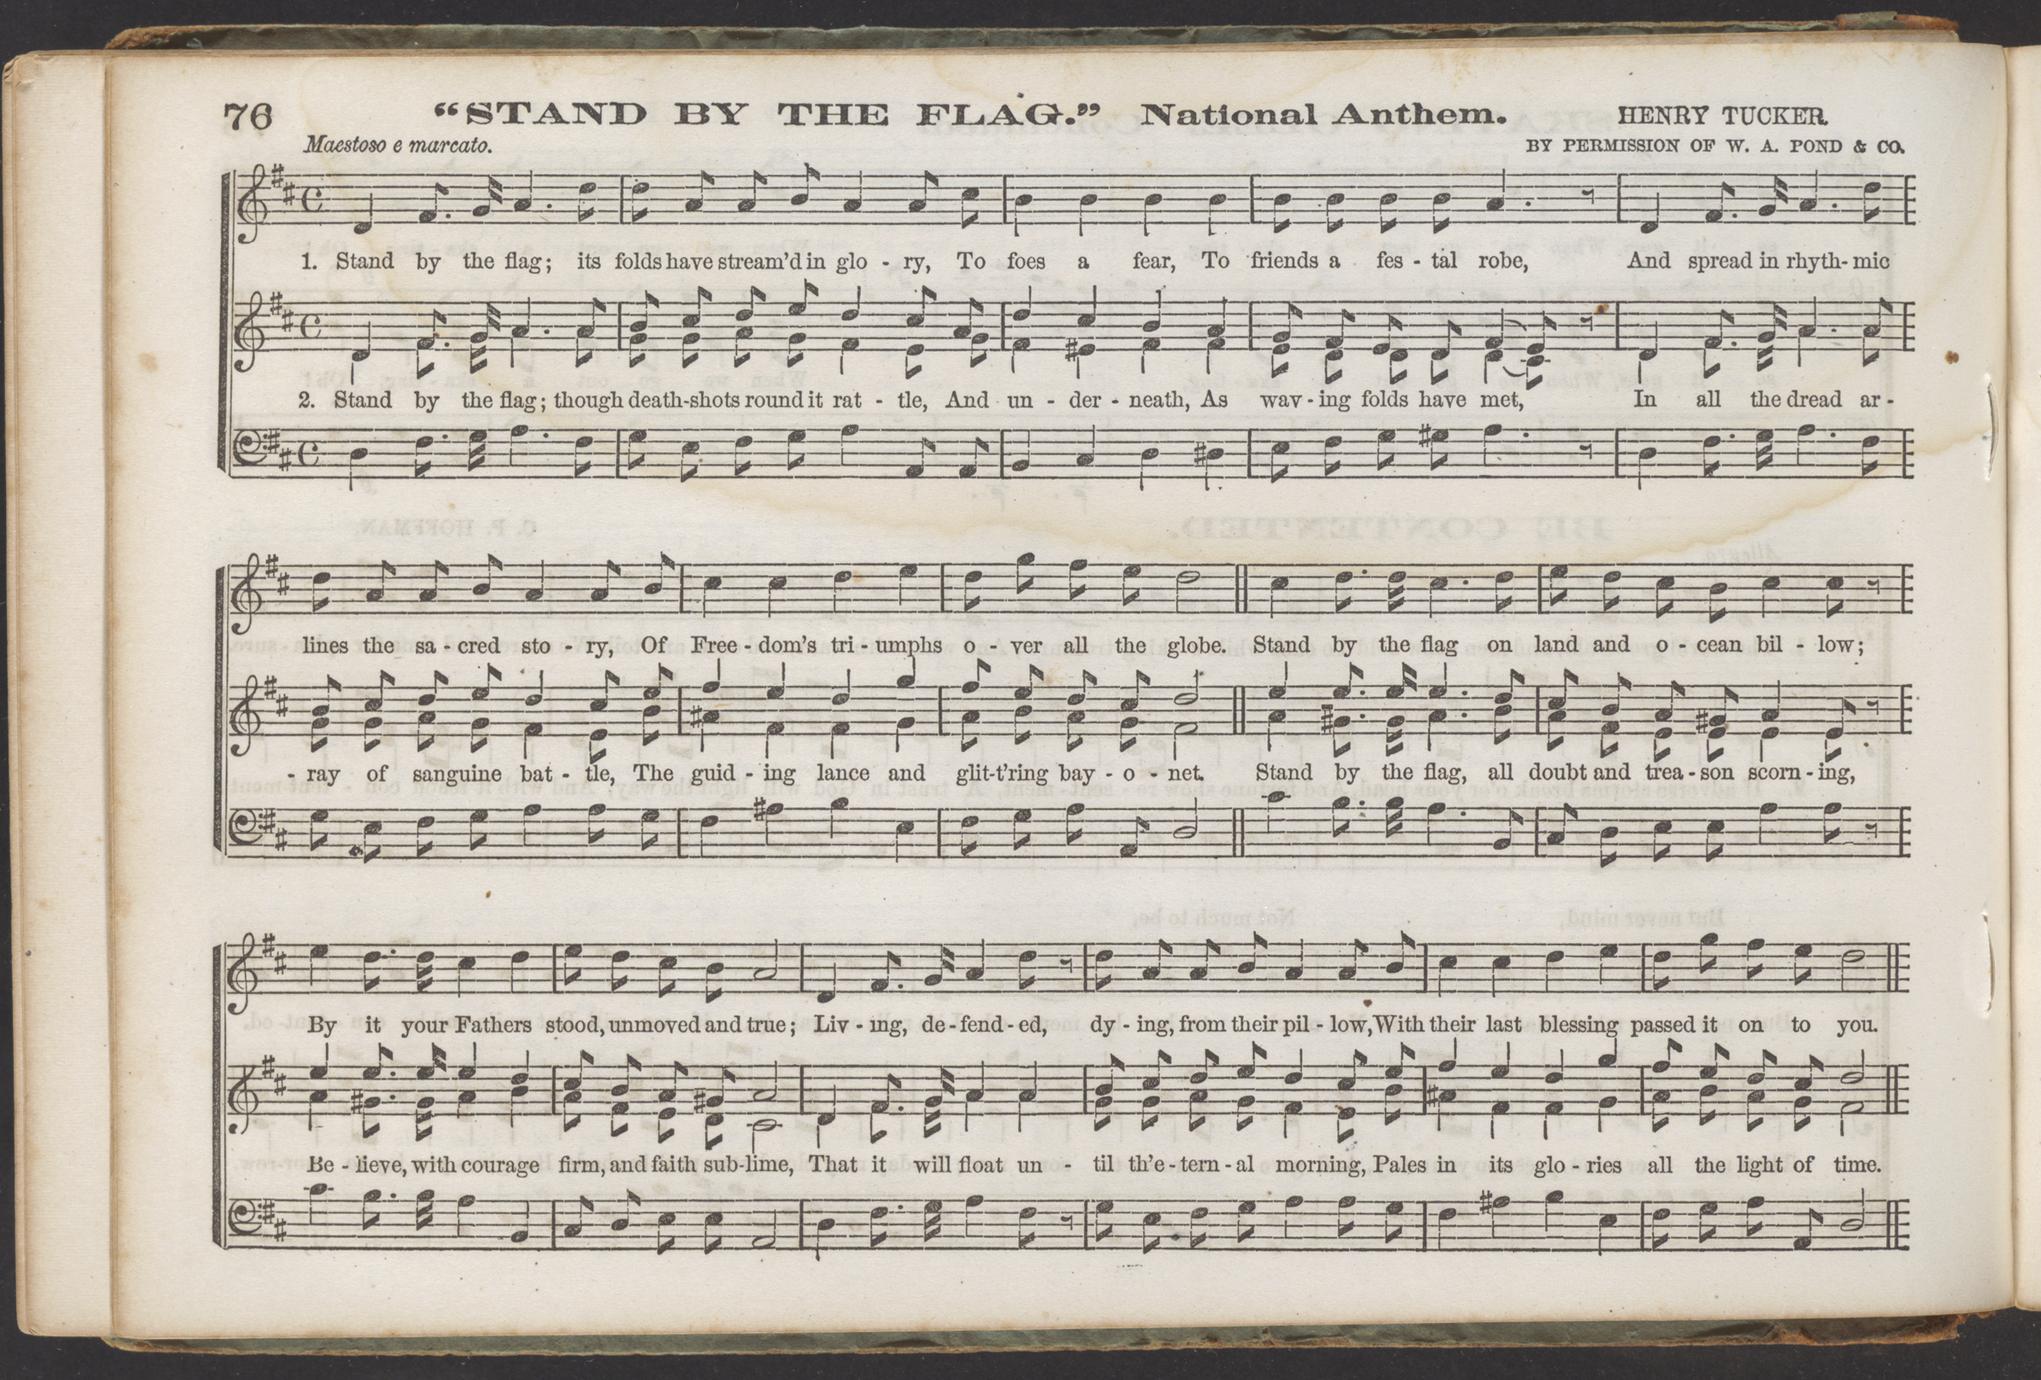 76 “STAND BY THE FLAG.” National Anthem. HENRY TUCKER.
Maestoso e marcato. BY PERMISSION OF W. A. POND & CO.
1. Stand by the flag; its folds have stream'd in glo - ry, To foes a fear, To friends a fes - tal robe, And spread in rhyth - mic
2. Stand by the flag; though death-shots round it rat - tle, And un - der - neath, As wav - ing folds have met, In all the dread ar -
lines the sa - cred sto - ry, Of Free - dom's tri - umphs o - ver all the globe. Stand by the flag on land and o - cean bil - low;
- ray of sanguine bat - tle, The guid - ing lance and glit-t'ring bay - o - net. Stand by the flag, all doubt and trea - son scorn - ing,
By it your Fathers stood, unmoved and true; Liv - ing, de - fend - ed, dy - ing, from their pil - low, With their last blessing passed it on to you.
Be - lieve, with courage firm, and faith sub-lime, That it will float un - til th'e - tern - al morning, Pales in its glo - ries all the light of time.